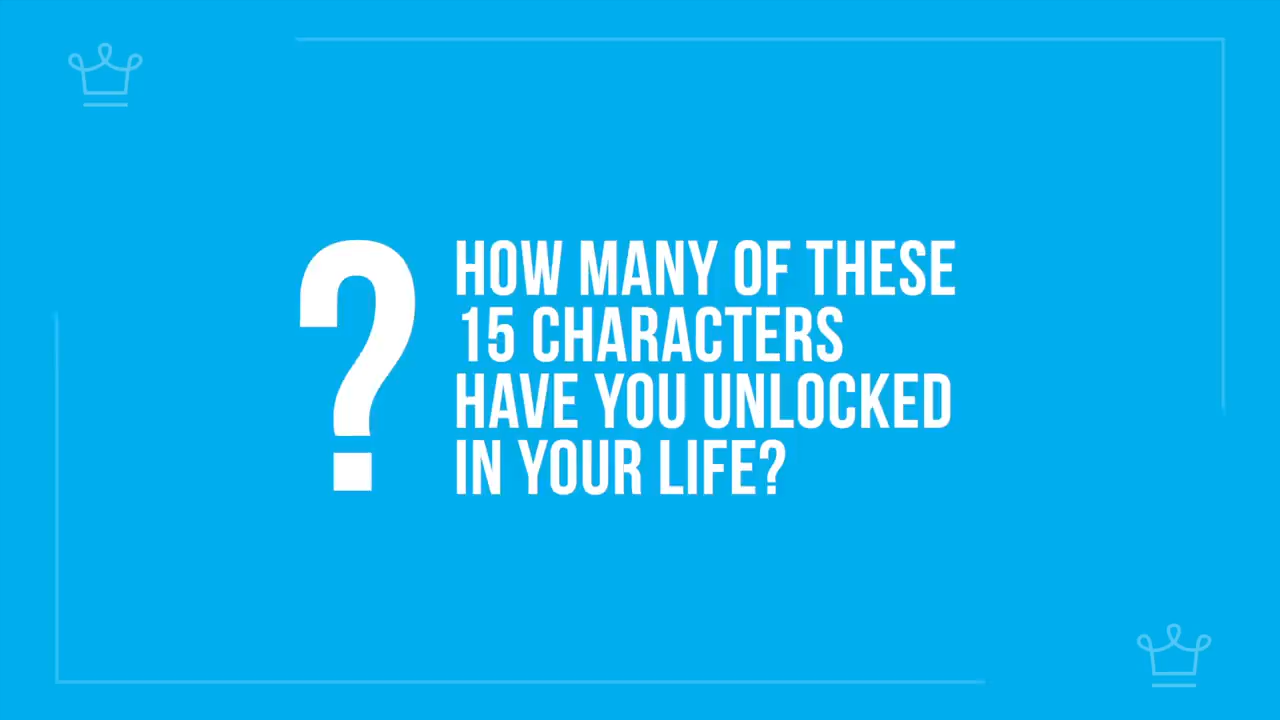 ?
HOW MANY OF THESE
15 CHARACTERS
HAVE YOU UNLOCKED
IN YOUR LIFE?